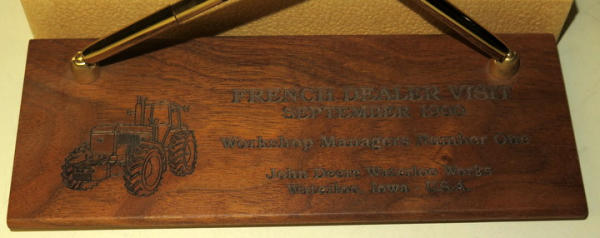 FRENCH DEALER VISIT
SEPTEMBER
Workshop Managers Number One
John Deere Waterloo Works
Waterloo, Iowa U.S.A.